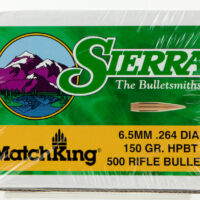 SIERRA
The Bulletsmiths
MatchKing
6.5MM .264 DIA
150 GR. HPBT
500 RIFLE BULLE